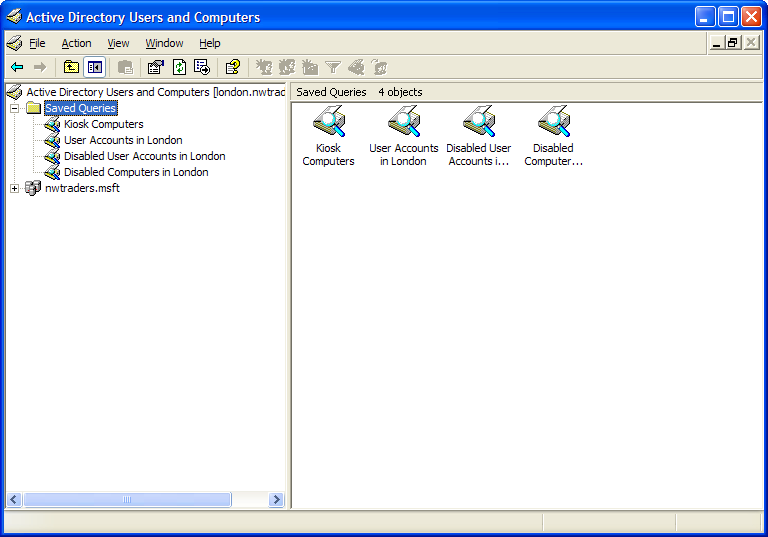 Active Directory Users and Computers
File Action View Window Help
Active Directory Users and Computers [london.nwtrad
Saved Queries
Kiosk Computers
User Accounts in London
Disabled User Accounts in London
Disabled Computers in London
nwtraders.msft
Saved Queries 4 objects
Kiosk
Computers
User Accounts
in London
Disabled User
Accounts i...
Disabled
Computer...